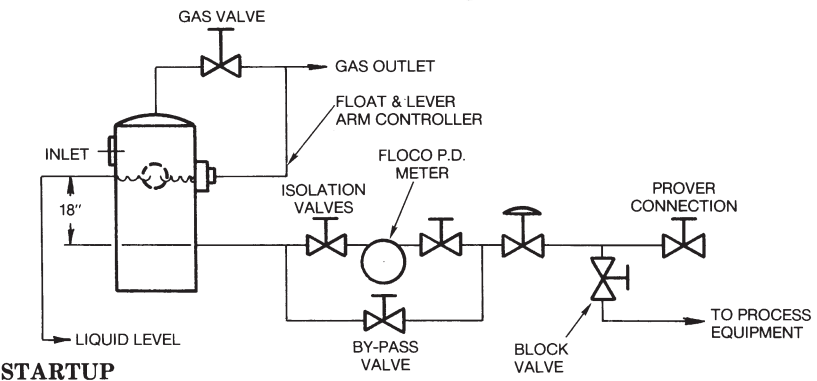 GAS VALVE
GAS OUTLET
FLOAT & LEVER
ARM CONTROLLER
INLET
FLOCO P.D.
METER
ISOLATION
VALVES
PROVER
CONNECTION
18"
LIQUID LEVEL
BY-PASS
VALVE
BLOCK
VALVE
TO PROCESS
EQUIPMENT
STARTUP